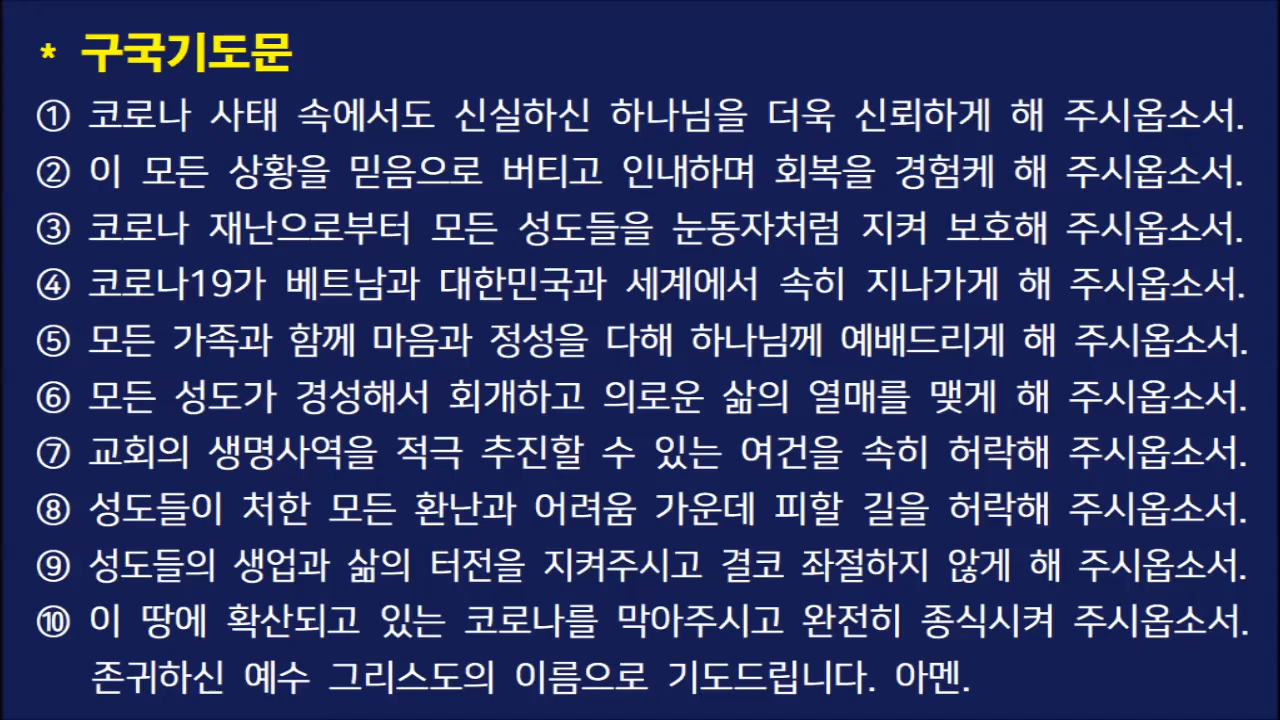 * 구국기도문
① 코로나 사태 속에서도 신실하신 하나님을 더욱 신뢰하게 해 주시옵소서.
② 이 모든 상황을 믿음으로 버티고 인내하며 회복을 경험케 해 주시옵소서.
③ 코로나 재난으로부터 모든 성도들을 눈동자처럼 지켜 보호해 주시옵소서.
④ 코로나19가 베트남과 대한민국과 세계에서 속히 지나가게 해 주시옵소서.
⑤ 모든 가족과 함께 마음과 정성을 다해 하나님께 예배드리게 해 주시옵소서.
⑥ 모든 성도가 경성해서 회개하고 의로운 삶의 열매를 맺게 해 주시옵소서.
⑦ 교회의 생명사역을 적극 추진할 수 있는 여건을 속히 허락해 주시옵소서.
⑧ 성도들이 처한 모든 환난과 어려움 가운데 피할 길을 허락해 주시옵소서.
⑨ 성도들의 생업과 삶의 터전을 지켜주시고 결코 좌절하지 않게 해 주시옵소서.
⑩ 이 땅에 확산되고 있는 코로나를 막아주시고 완전히 종식시켜 주시옵소서.
존귀하신 예수 그리스도의 이름으로 기도드립니다. 아멘.